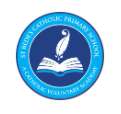 ST BEDE'S CATHOLIC PRIMARY SCHOOL
A CATHOLIC VOLUNTARY ACADEMY